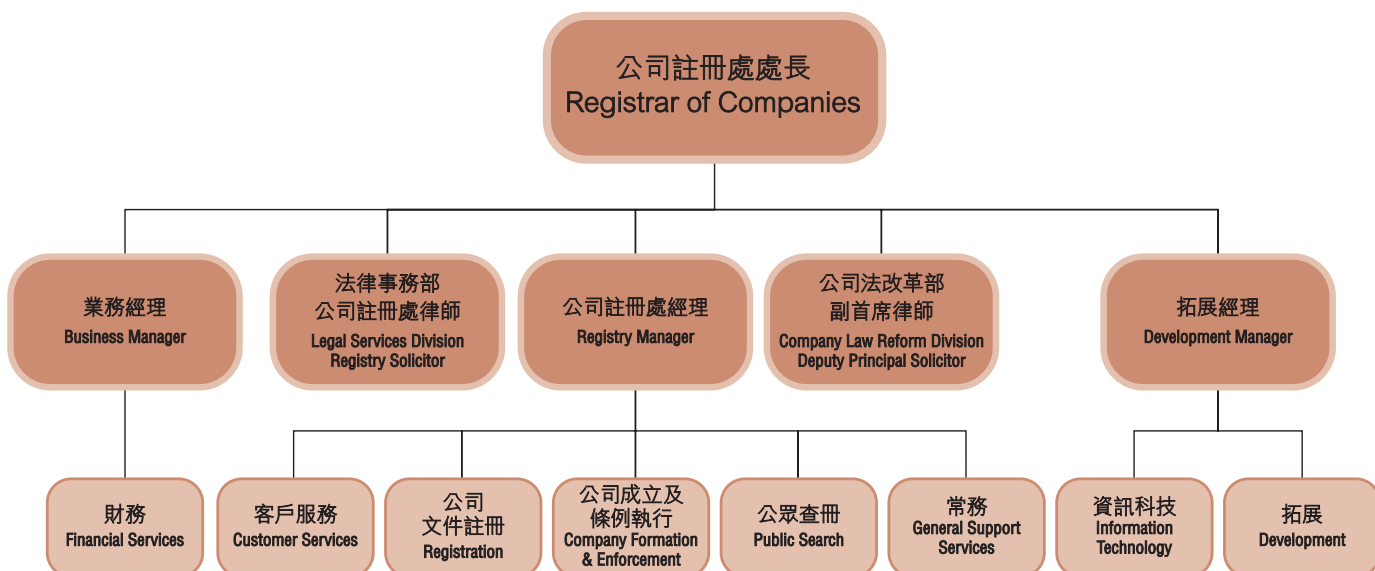 公司註冊處處長
Registrar of Companies
業務經理
Business Manager
法律事務部
公司註冊處律師
Legal Services Division
Registry Solicitor
公司註冊處經理
Registry Manager
公司法改革部
副首席律師
Company Law Reform Division
Deputy Principal Solicitor
拓展經理
Development Manager
財務
Financial Services
客戶服務
Customer Services
公司
文件註冊
Registration
公司成立及
條例執行
Company Formation
& Enforcement
公眾查冊
Public Search
常務
General Support
Services
資訊科技
Information
Technology
拓展
Development